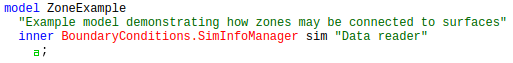 model ZoneExample
"Example model demonstrating how zones may be connected to surfaces"
inner BoundaryConditions.SimInfoManager sim "Data reader"
;